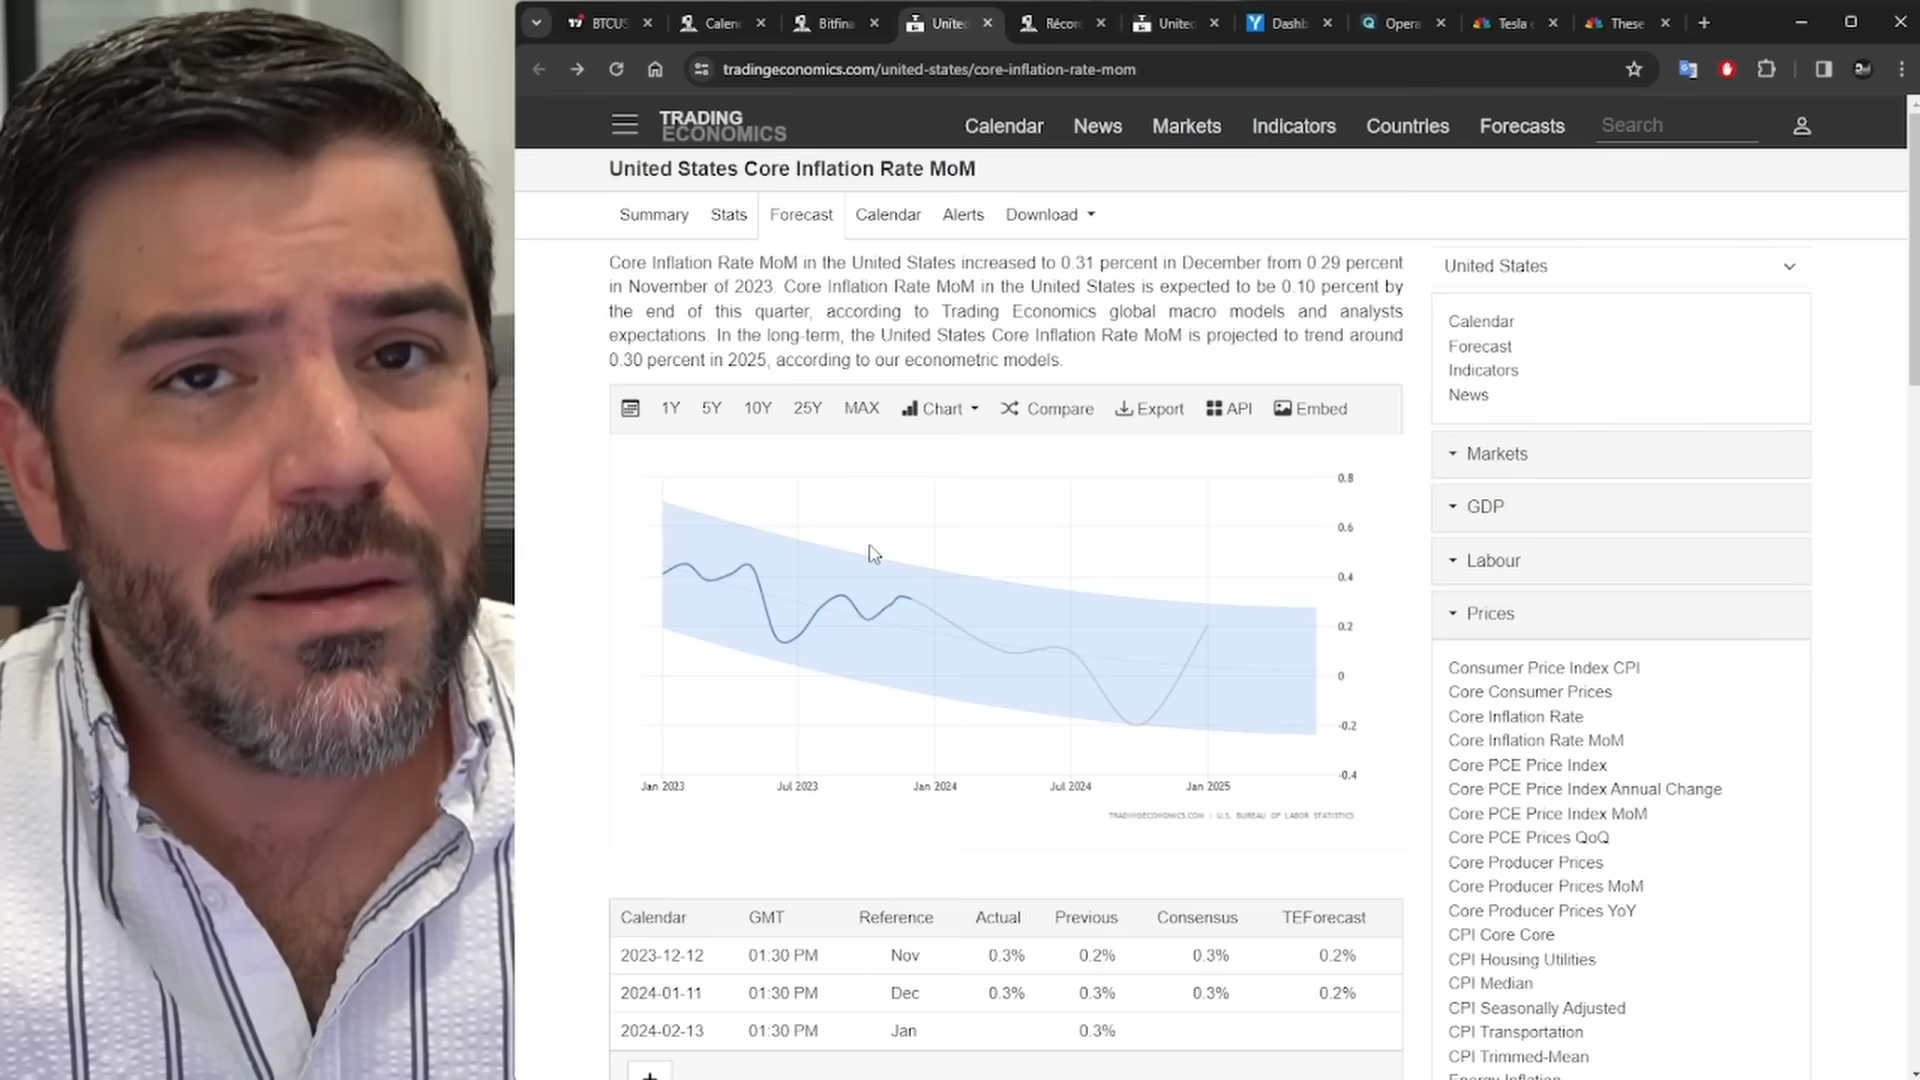 BTCUS
Calen
Bitfina
United
Récor
United
Dashb
Opera
Tesla
These
tradingeconomics.com/united-states/core-inflation-rate-mom
TRADING
ECONOMICS
Calendar News Markets Indicators Countries Forecasts Search
United States Core Inflation Rate MoM
Summary Stats Forecast Calendar Alerts Download
Core Inflation Rate MoM in the United States increased to 0.31 percent in December from 0.29 percent
in November of 2023. Core Inflation Rate MoM in the United States is expected to be 0.10 percent by
the end of this quarter, according to Trading Economics global macro models and analysts
expectations. In the long-term, the United States Core Inflation Rate MoM is projected to trend around
0.30 percent in 2025, according to our econometric models.
1Y 5Y 10Y 25Y MAX Chart Compare Export API Embed
0.8
0.6
0.4
0.2
0
-0.2
-0.4
Jan 2023 Jul 2023 Jan 2024 Jul 2024 Jan 2025
TRADINGECONOMICS.COM | U.S. BUREAU OF LABOR STATISTICS
Calendar GMT Reference Actual Previous Consensus TEForecast
2023-12-12 01:30 PM Nov 0.3% 0.2% 0.3% 0.2%
2024-01-11 01:30 PM Dec 0.3% 0.3% 0.3% 0.2%
2024-02-13 01:30 PM Jan 0.3%
+
United States
Calendar
Forecast
Indicators
News
Markets
GDP
Labour
Prices
Consumer Price Index CPI
Core Consumer Prices
Core Inflation Rate
Core Inflation Rate MoM
Core PCE Price Index
Core PCE Price Index Annual Change
Core PCE Price Index MoM
Core PCE Prices QoQ
Core Producer Prices
Core Producer Prices MoM
Core Producer Prices YoY
CPI Core Core
CPI Housing Utilities
CPI Median
CPI Seasonally Adjusted
CPI Transportation
CPI Trimmed-Mean
Energy Inflation